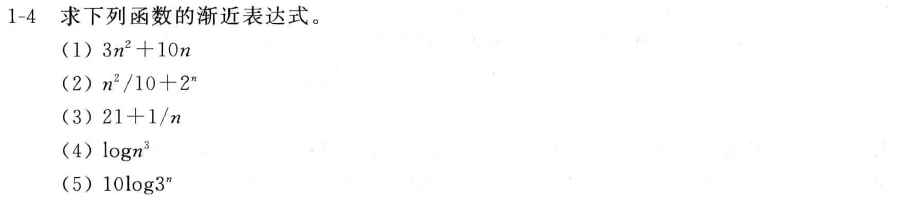 1-4 求下列函数的渐近表达式。
(1) 3n²+10n
(2) n²/10+2ⁿ
(3) 21+1/n
(4) logn³
(5) 10log3ⁿ